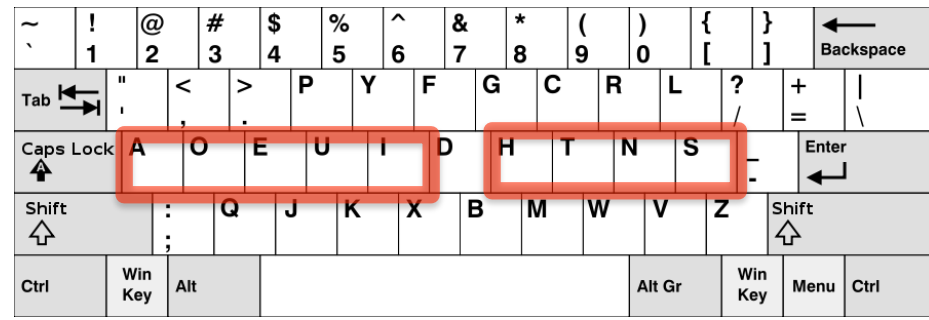 ~ ! @ # $ % ^ & * ( ) { } Backspace
` 1 2 3 4 5 6 7 8 9 0 [ ]
Tab " < > P Y F G C R L ? + |
' , . / = \
Caps Lock A O E U I D H T N S _ Enter
A -
Shift : Q J K X B M W V Z Shift
;
Ctrl Win Key Alt Alt Gr Win Key Menu Ctrl